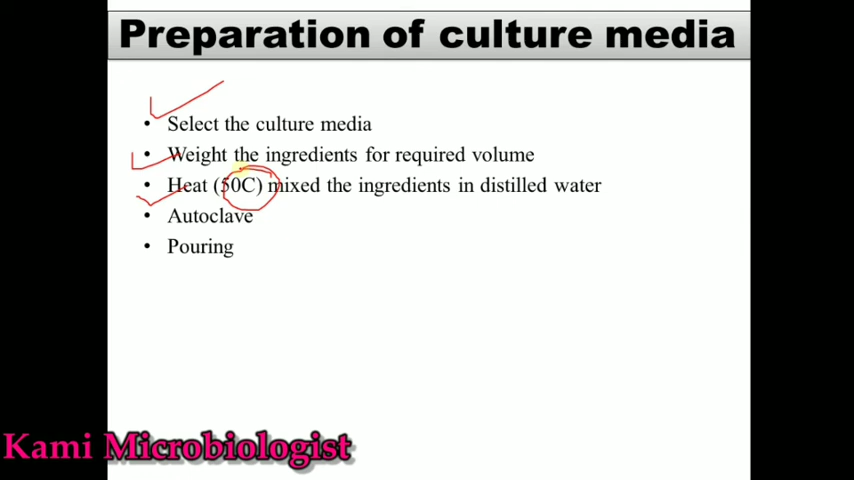 Preparation of culture media
• Select the culture media
• Weight the ingredients for required volume
• Heat (50C) mixed the ingredients in distilled water
• Autoclave
• Pouring
Kami Microbiologist